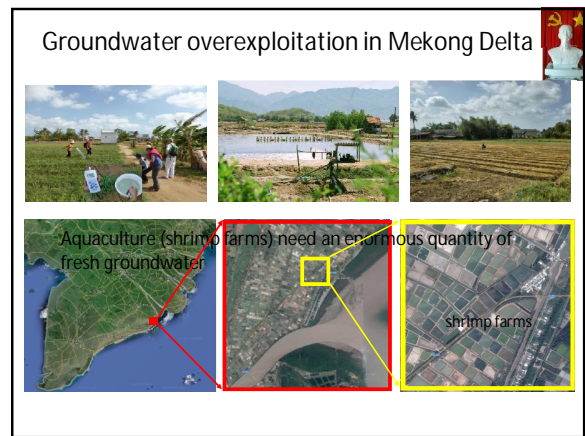 Groundwater overexploitation in Mekong Delta
Aquaculture (shrimp farms) need an enormous quantity of
fresh groundwater
shrimp farms